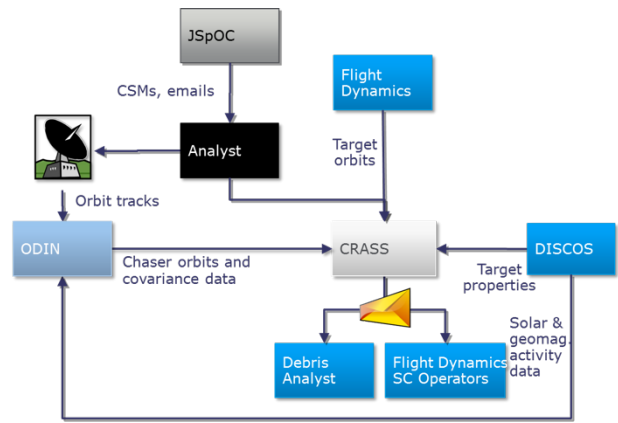 JSpOC
CSMs, emails
Flight
Dynamics
Analyst
Target
orbits
Orbit tracks
ODIN
Chaser orbits and
covariance data
CRASS
DISCOS
Target
properties
Solar &
geomag.
activity
data
Debris
Analyst
Flight Dynamics
SC Operators